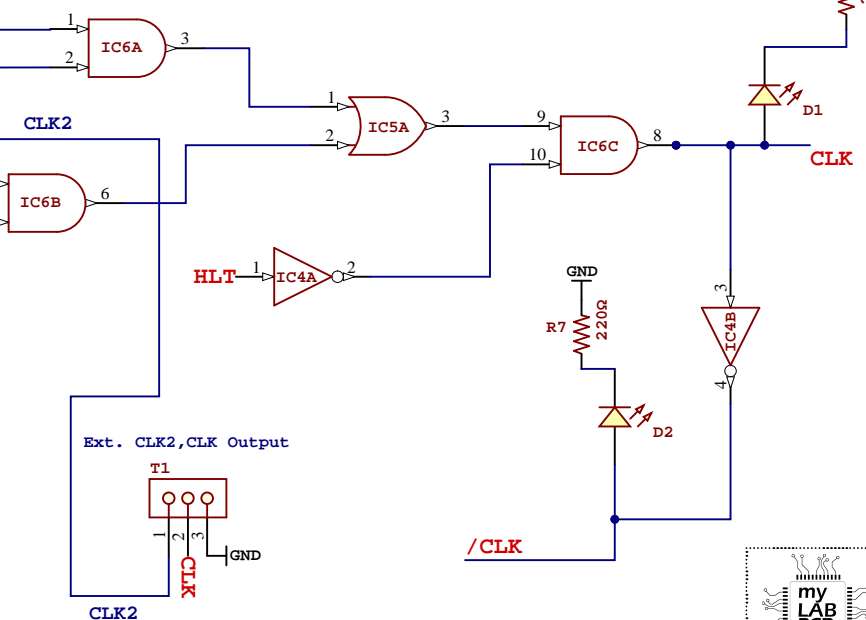 1
IC6A
3
2
D1
CLK2
1
IC5A
3
9
IC6C
8
2
10
CLK
IC6B
6
HLT
1
IC4A
2
GND
R7
220Ω
3
IC4B
4
D2
Ext. CLK2,CLK Output
T1
1
2
3
GND
CLK
/CLK
CLK2
my
LAB